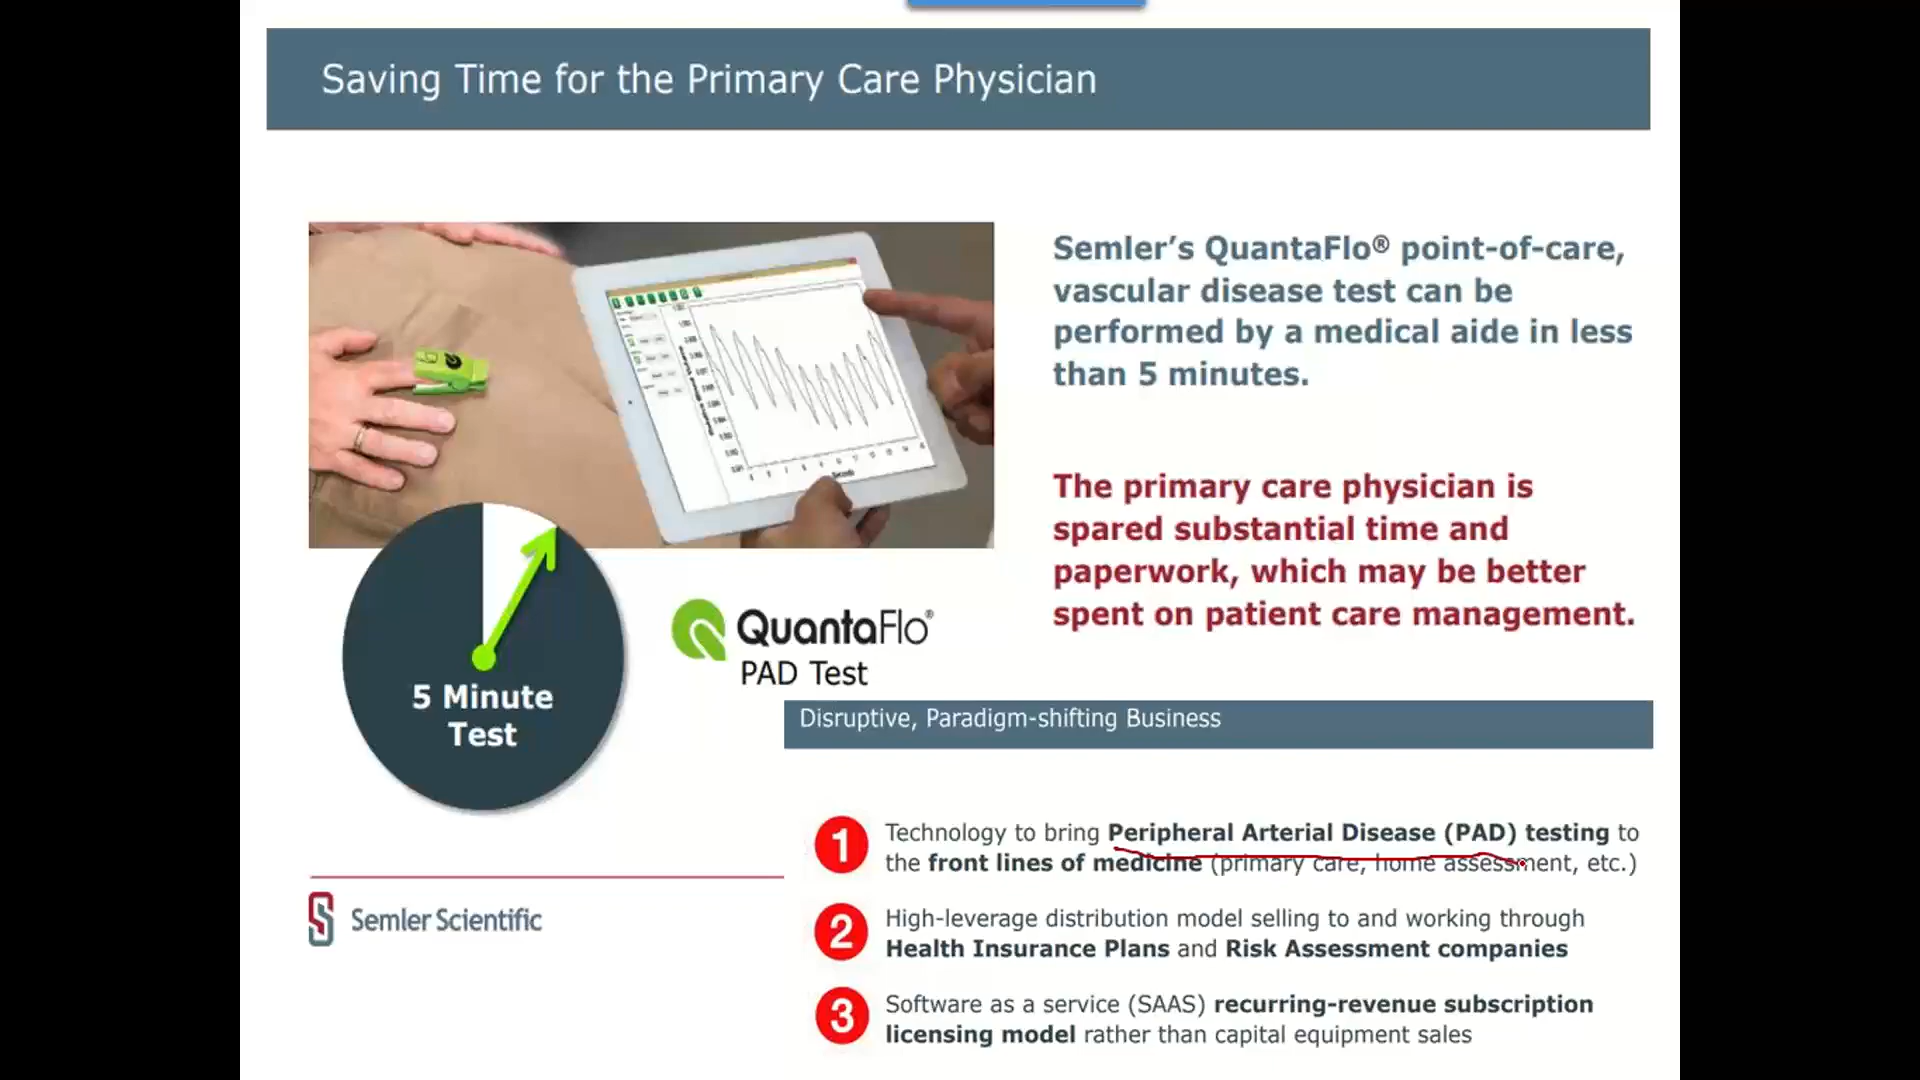 Saving Time for the Primary Care Physician
Semler’s QuantaFlo® point-of-care,
vascular disease test can be
performed by a medical aide in less
than 5 minutes.
The primary care physician is
spared substantial time and
paperwork, which may be better
spent on patient care management.
5 Minute
Test
QuantaFlo®
PAD Test
Disruptive, Paradigm-shifting Business
1 Technology to bring Peripheral Arterial Disease (PAD) testing to
the front lines of medicine (primary care, home assessment, etc.)
2 High-leverage distribution model selling to and working through
Health Insurance Plans and Risk Assessment companies
3 Software as a service (SAAS) recurring-revenue subscription
licensing model rather than capital equipment sales
Semler Scientific